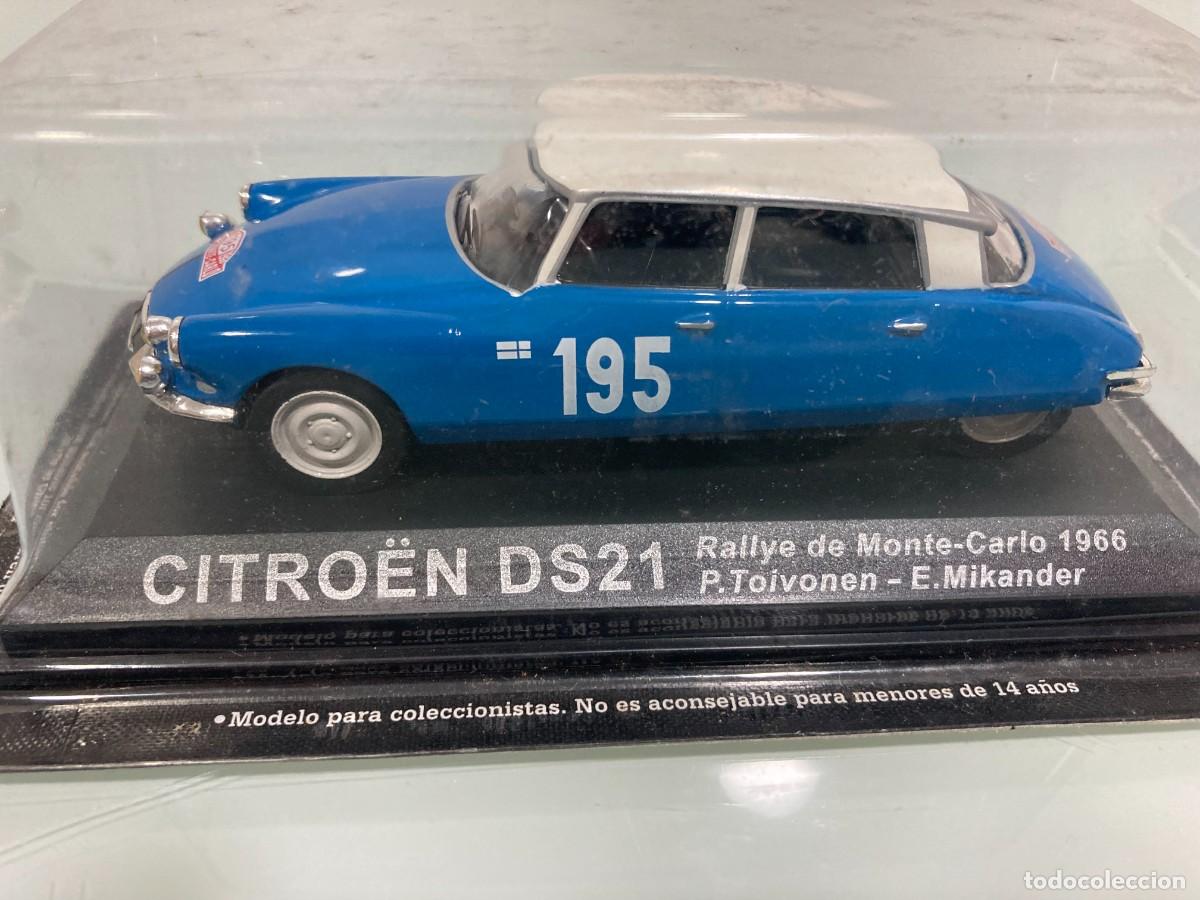 195
CITROËN DS21
Rallye de Monte-Carlo 1966
P.Toivonen - E.Mikander
•Modelo para coleccionistas. No es aconsejable para menores de 14 años
todocoleccion